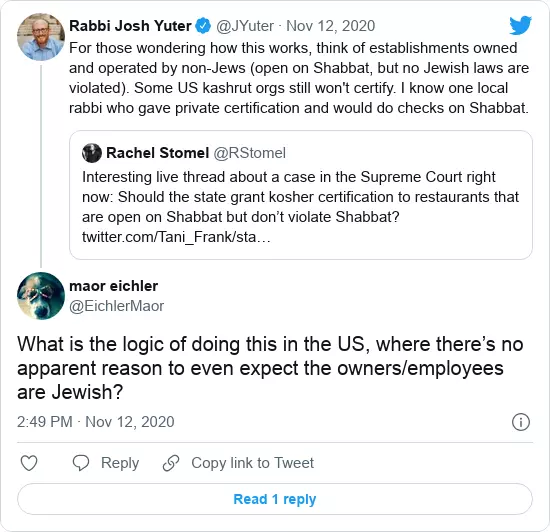 Rabbi Josh Yuter @JYuter · Nov 12, 2020
For those wondering how this works, think of establishments owned
and operated by non-Jews (open on Shabbat, but no Jewish laws are
violated). Some US kashrut orgs still won't certify. I know one local
rabbi who gave private certification and would do checks on Shabbat.
Rachel Stomel @RStomel
Interesting live thread about a case in the Supreme Court right
now: Should the state grant kosher certification to restaurants that
are open on Shabbat but don’t violate Shabbat?
twitter.com/Tani_Frank/sta…
maor eichler
@EichlerMaor
What is the logic of doing this in the US, where there’s no
apparent reason to even expect the owners/employees
are Jewish?
2:49 PM · Nov 12, 2020
Reply
Copy link to Tweet
Read 1 reply